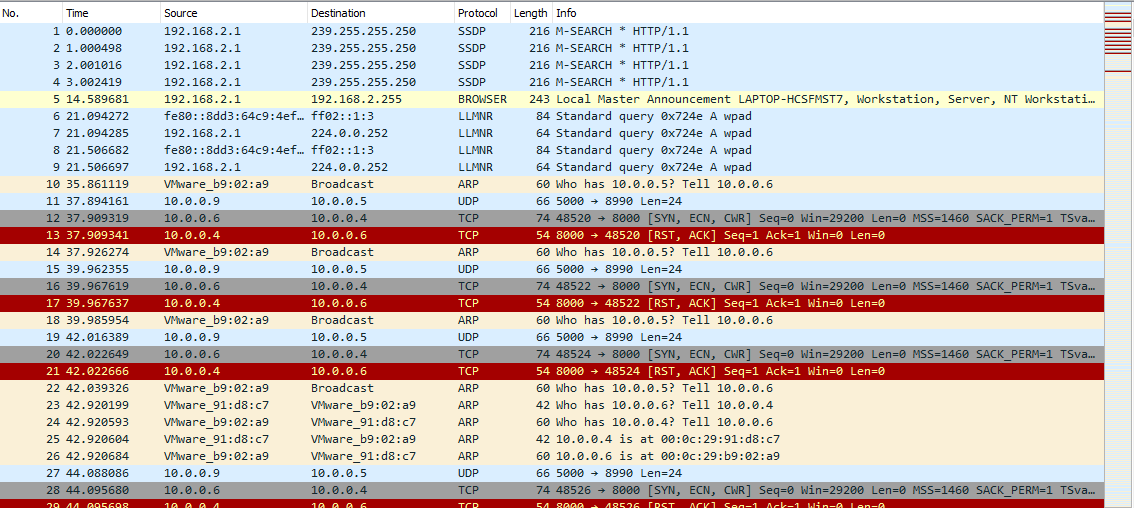 No. Time Source Destination Protocol Length Info
1 0.000000 192.168.2.1 239.255.255.250 SSDP 216 M-SEARCH * HTTP/1.1
2 1.000498 192.168.2.1 239.255.255.250 SSDP 216 M-SEARCH * HTTP/1.1
3 2.001016 192.168.2.1 239.255.255.250 SSDP 216 M-SEARCH * HTTP/1.1
4 3.002419 192.168.2.1 239.255.255.250 SSDP 216 M-SEARCH * HTTP/1.1
5 14.589681 192.168.2.1 192.168.2.255 BROWSER 243 Local Master Announcement LAPTOP-HCSFMST7, Workstation, Server, NT Workstati…
6 21.094272 fe80::8dd3:64c9:4ef… ff02::1:3 LLMNR 84 Standard query 0x724e A wpad
7 21.094285 192.168.2.1 224.0.0.252 LLMNR 64 Standard query 0x724e A wpad
8 21.506682 fe80::8dd3:64c9:4ef… ff02::1:3 LLMNR 84 Standard query 0x724e A wpad
9 21.506697 192.168.2.1 224.0.0.252 LLMNR 64 Standard query 0x724e A wpad
10 35.861119 VMware_b9:02:a9 Broadcast ARP 60 Who has 10.0.0.5? Tell 10.0.0.6
11 37.894161 10.0.0.9 10.0.0.5 UDP 66 5000 → 8990 Len=24
12 37.909319 10.0.0.6 10.0.0.4 TCP 74 48520 → 8000 [SYN, ECN, CWR] Seq=0 Win=29200 Len=0 MSS=1460 SACK_PERM=1 TSva…
13 37.909341 10.0.0.4 10.0.0.6 TCP 54 8000 → 48520 [RST, ACK] Seq=1 Ack=1 Win=0 Len=0
14 37.926274 VMware_b9:02:a9 Broadcast ARP 60 Who has 10.0.0.5? Tell 10.0.0.6
15 39.962355 10.0.0.9 10.0.0.5 UDP 66 5000 → 8990 Len=24
16 39.967619 10.0.0.6 10.0.0.4 TCP 74 48522 → 8000 [SYN, ECN, CWR] Seq=0 Win=29200 Len=0 MSS=1460 SACK_PERM=1 TSva…
17 39.967637 10.0.0.4 10.0.0.6 TCP 54 8000 → 48522 [RST, ACK] Seq=1 Ack=1 Win=0 Len=0
18 39.985954 VMware_b9:02:a9 Broadcast ARP 60 Who has 10.0.0.5? Tell 10.0.0.6
19 42.016389 10.0.0.9 10.0.0.5 UDP 66 5000 → 8990 Len=24
20 42.022649 10.0.0.6 10.0.0.4 TCP 74 48524 → 8000 [SYN, ECN, CWR] Seq=0 Win=29200 Len=0 MSS=1460 SACK_PERM=1 TSva…
21 42.022666 10.0.0.4 10.0.0.6 TCP 54 8000 → 48524 [RST, ACK] Seq=1 Ack=1 Win=0 Len=0
22 42.039326 VMware_b9:02:a9 Broadcast ARP 60 Who has 10.0.0.5? Tell 10.0.0.6
23 42.920199 VMware_91:d8:c7 VMware_b9:02:a9 ARP 42 Who has 10.0.0.6? Tell 10.0.0.4
24 42.920593 VMware_b9:02:a9 VMware_91:d8:c7 ARP 60 Who has 10.0.0.4? Tell 10.0.0.6
25 42.920604 VMware_91:d8:c7 VMware_b9:02:a9 ARP 42 10.0.0.4 is at 00:0c:29:91:d8:c7
26 42.920684 VMware_b9:02:a9 VMware_91:d8:c7 ARP 60 10.0.0.6 is at 00:0c:29:b9:02:a9
27 44.088086 10.0.0.9 10.0.0.5 UDP 66 5000 → 8990 Len=24
28 44.095680 10.0.0.6 10.0.0.4 TCP 74 48526 → 8000 [SYN, ECN, CWR] Seq=0 Win=29200 Len=0 MSS=1460 SACK_PERM=1 TSva…
29 44.095698 10.0.0.4 10.0.0.6 TCP 54 8000 → 48526 [RST, ACK] Seq=1 Ack=1 Win=0 Len=0